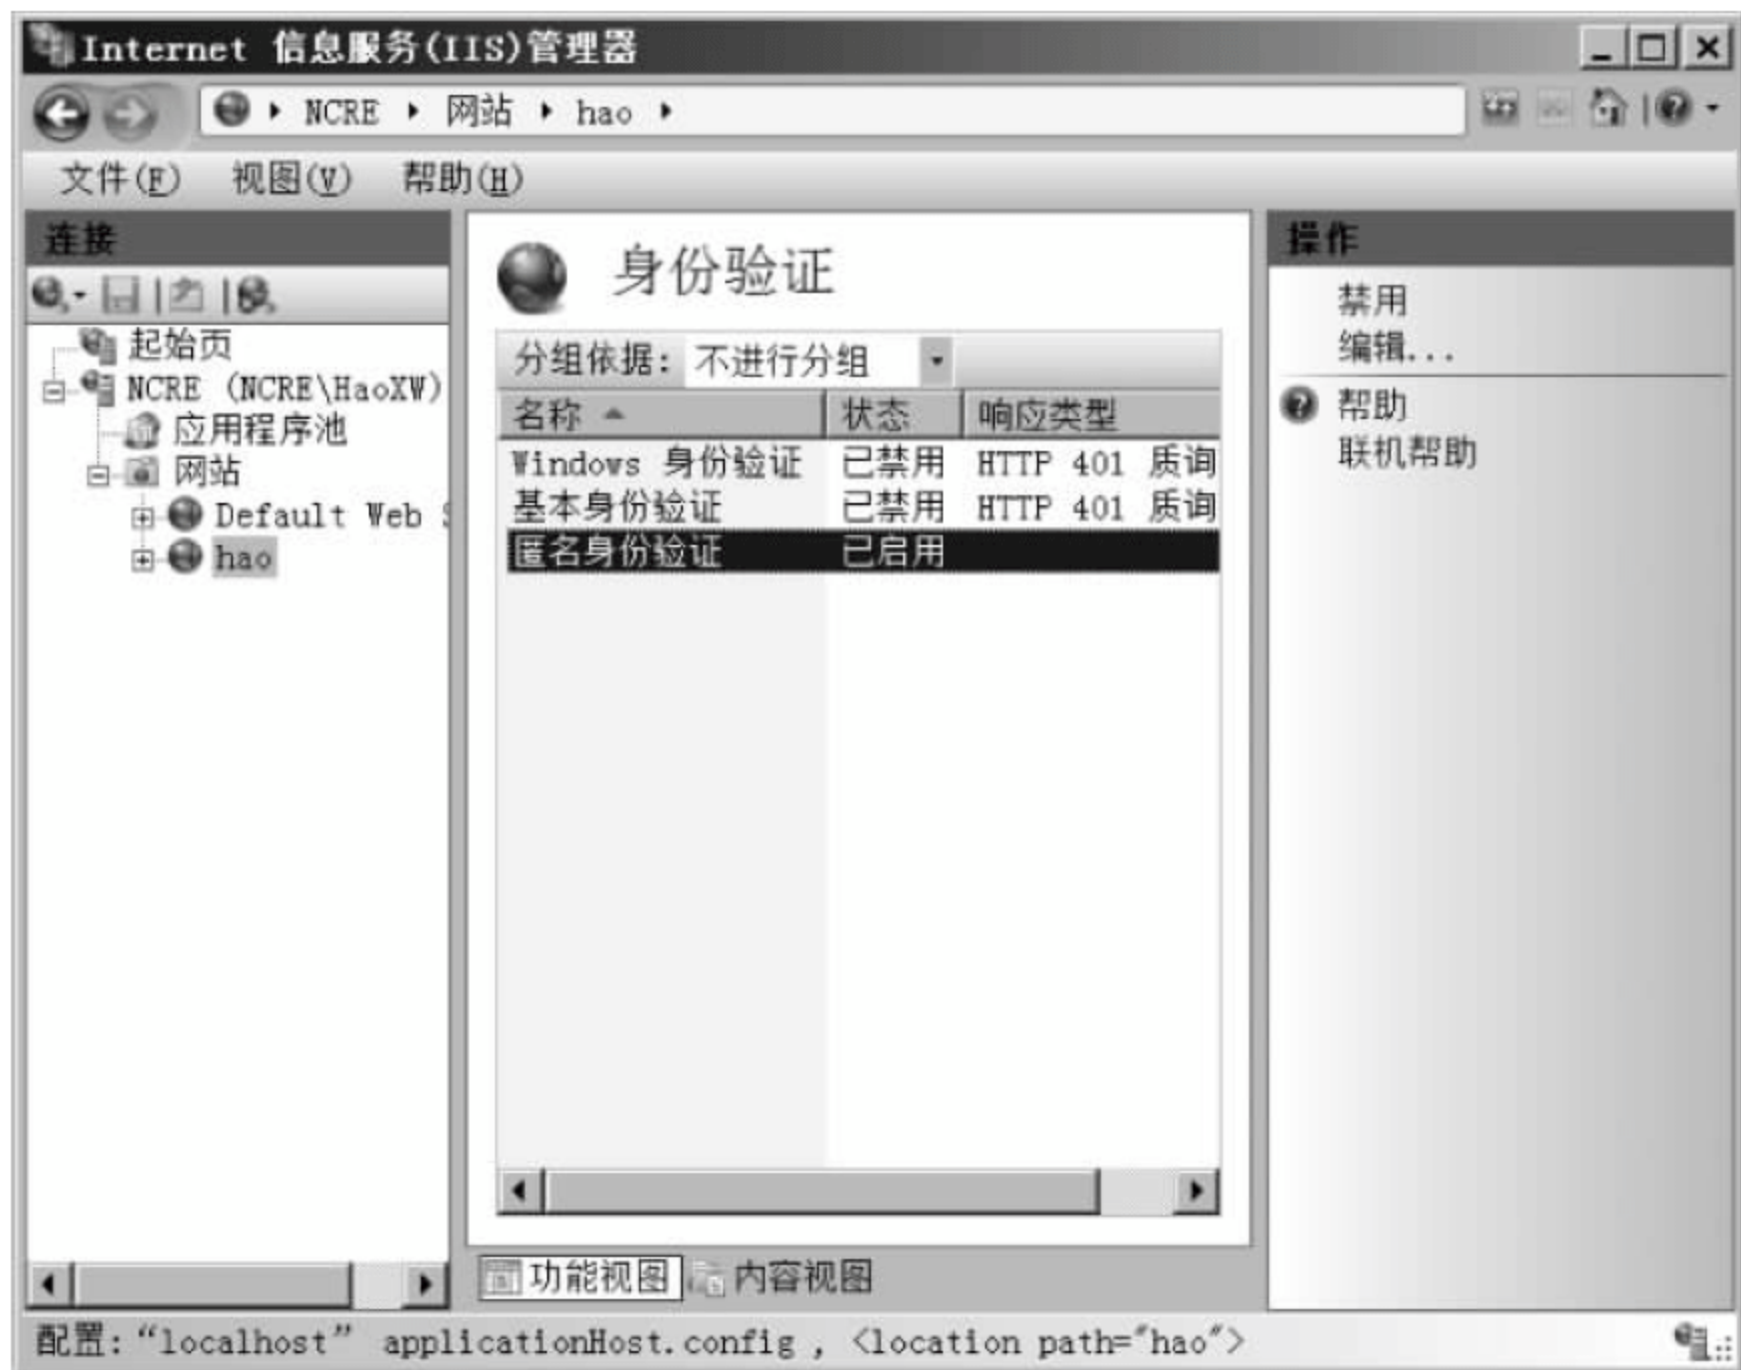 Internet 信息服务(IIS)管理器
NCRE 网站 hao
文件(F) 视图(V) 帮助(H)
连接
起始页
NCRE (NCRE\HaoXW)
应用程序池
网站
Default Web
hao
身份验证
分组依据: 不进行分组
名称 状态 响应类型
Windows 身份验证 已禁用 HTTP 401 质询
基本身份验证 已禁用 HTTP 401 质询
匿名身份验证 已启用
功能视图 内容视图
操作
禁用
编辑...
帮助
联机帮助
配置:“localhost” applicationHost.config , <location path="hao">